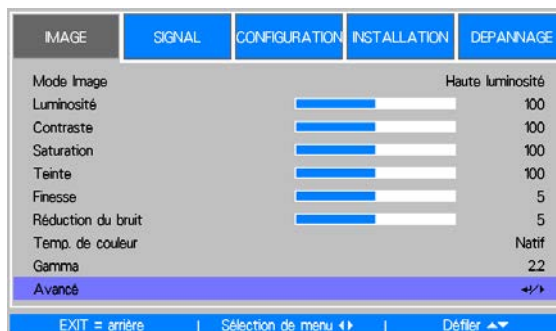 IMAGE SIGNAL CONFIGURATION INSTALLATION DEPANNAGE
Mode Image Haute luminosité
Luminosité 100
Contraste 100
Saturation 100
Teinte 100
Finesse 5
Réduction du bruit 5
Temp. de couleur Natif
Gamma 2.2
Avancé ↵/▶
EXIT = arrière | Sélection de menu ◀▶ | Défiler ▲▼